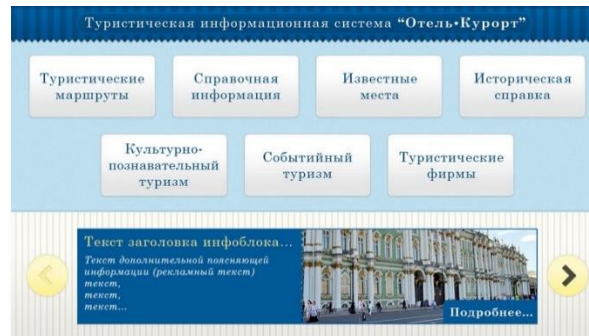 Туристическая информационная система “Отель•Курорт”
Туристические
маршруты
Справочная
информация
Известные
места
Историческая
справка
Культурно-
познавательный
туризм
Событийный
туризм
Туристические
фирмы
Текст заголовка инфоблока...
Текст дополнительной поясняющей
информации (рекламный текст)
текст,
текст,
текст...
Подробнее...